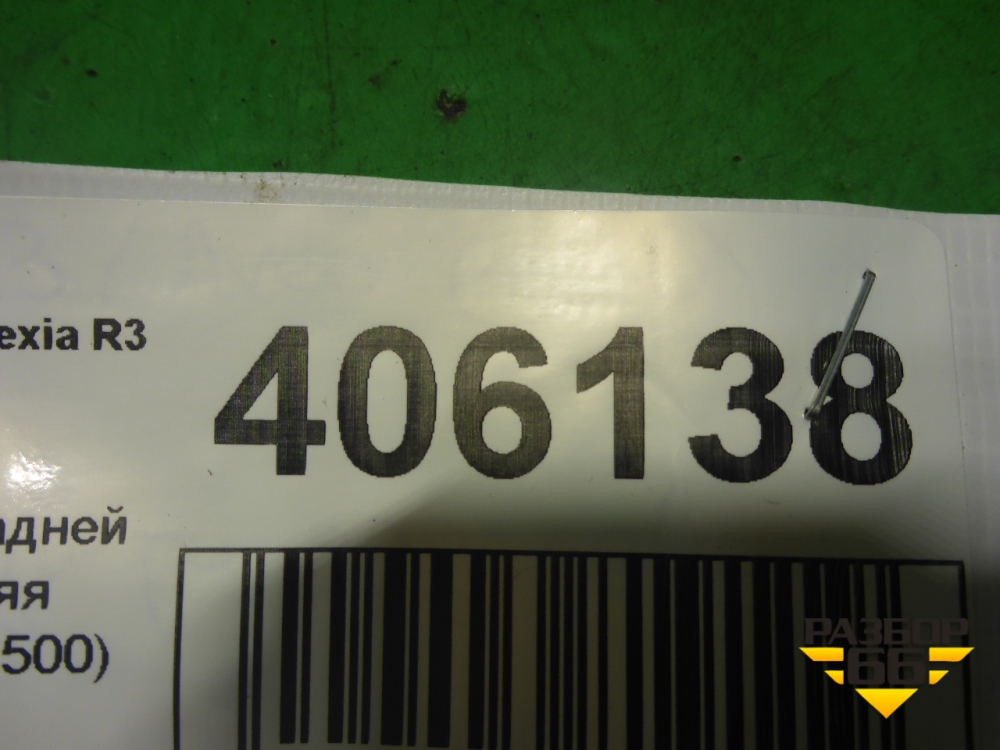 exia R3
406138
адней
яя
500)
РАЗБОР
66